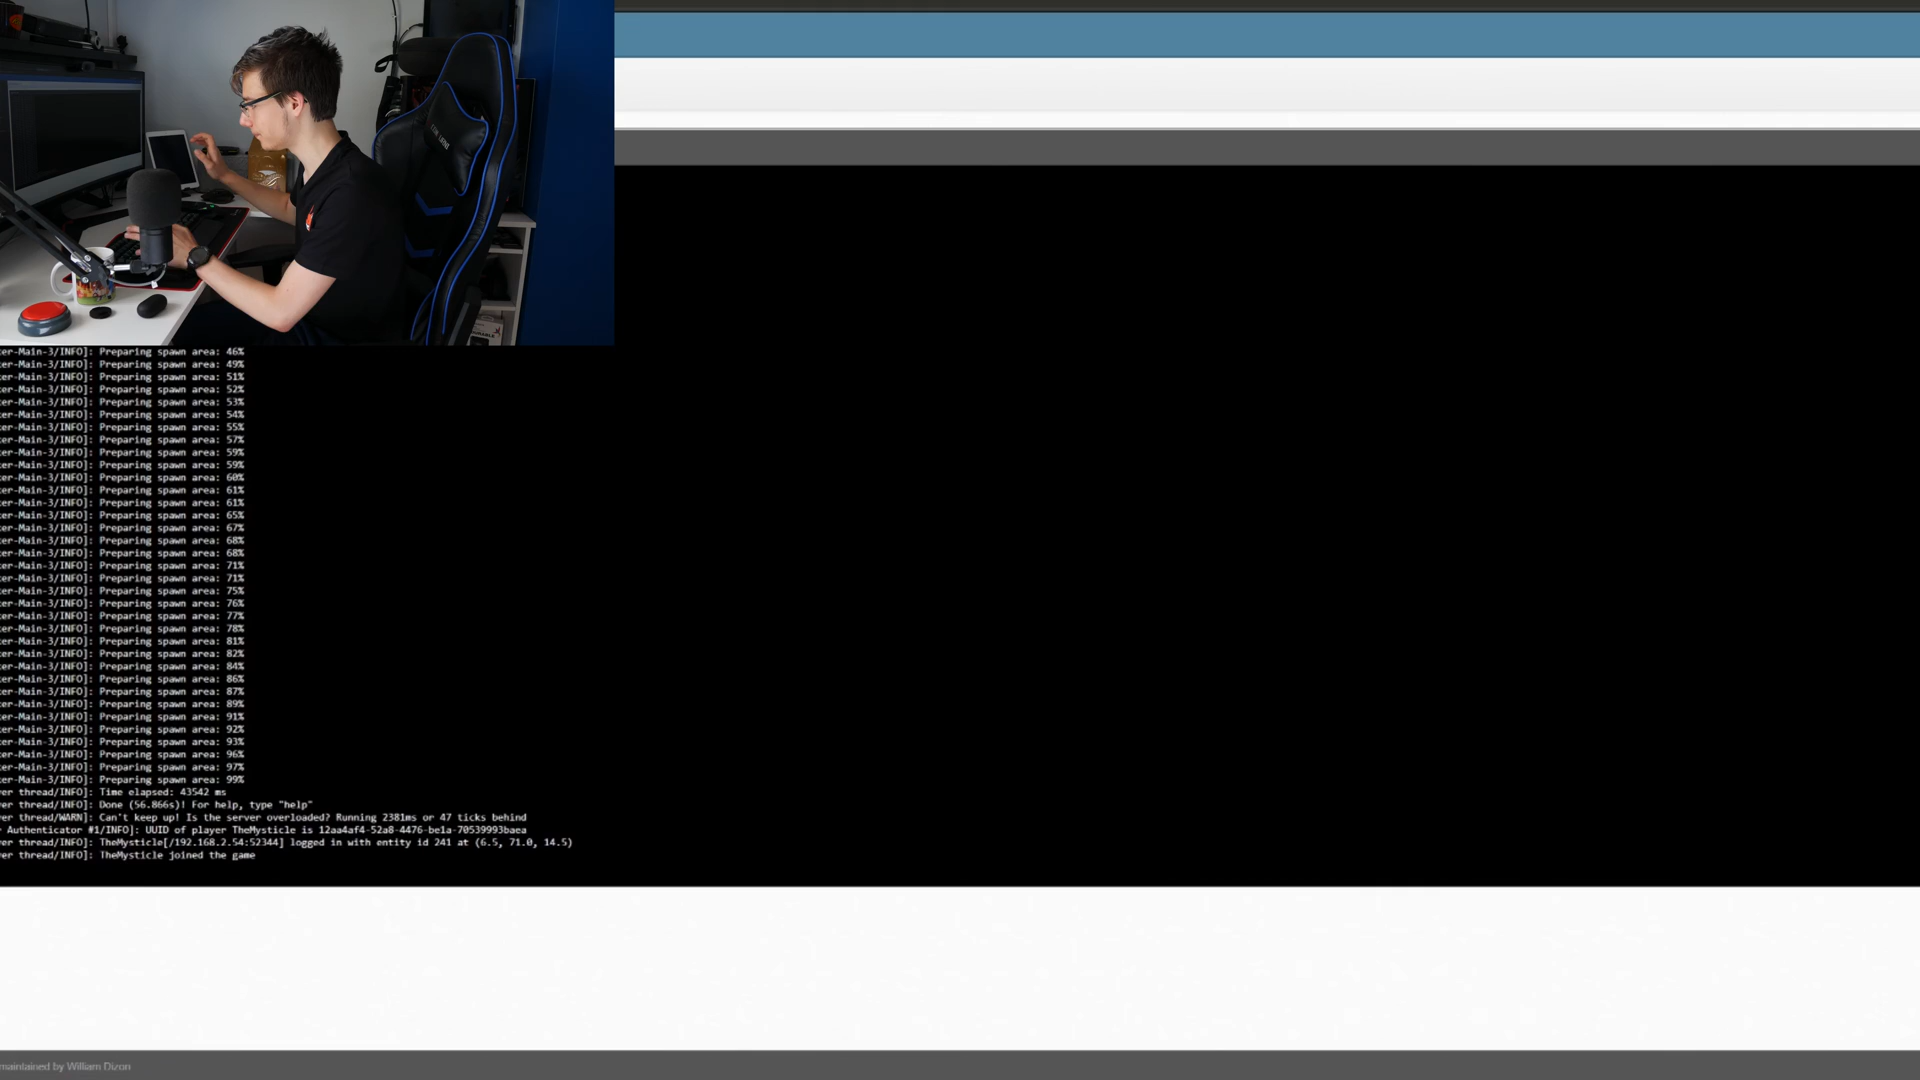 er-Main-3/INFO]: Preparing spawn area: 46%
er-Main-3/INFO]: Preparing spawn area: 49%
er-Main-3/INFO]: Preparing spawn area: 51%
er-Main-3/INFO]: Preparing spawn area: 52%
er-Main-3/INFO]: Preparing spawn area: 53%
er-Main-3/INFO]: Preparing spawn area: 54%
er-Main-3/INFO]: Preparing spawn area: 55%
er-Main-3/INFO]: Preparing spawn area: 57%
er-Main-3/INFO]: Preparing spawn area: 59%
er-Main-3/INFO]: Preparing spawn area: 59%
er-Main-3/INFO]: Preparing spawn area: 60%
er-Main-3/INFO]: Preparing spawn area: 61%
er-Main-3/INFO]: Preparing spawn area: 61%
er-Main-3/INFO]: Preparing spawn area: 65%
er-Main-3/INFO]: Preparing spawn area: 67%
er-Main-3/INFO]: Preparing spawn area: 68%
er-Main-3/INFO]: Preparing spawn area: 68%
er-Main-3/INFO]: Preparing spawn area: 71%
er-Main-3/INFO]: Preparing spawn area: 71%
er-Main-3/INFO]: Preparing spawn area: 75%
er-Main-3/INFO]: Preparing spawn area: 76%
er-Main-3/INFO]: Preparing spawn area: 77%
er-Main-3/INFO]: Preparing spawn area: 78%
er-Main-3/INFO]: Preparing spawn area: 81%
er-Main-3/INFO]: Preparing spawn area: 82%
er-Main-3/INFO]: Preparing spawn area: 84%
er-Main-3/INFO]: Preparing spawn area: 86%
er-Main-3/INFO]: Preparing spawn area: 87%
er-Main-3/INFO]: Preparing spawn area: 89%
er-Main-3/INFO]: Preparing spawn area: 91%
er-Main-3/INFO]: Preparing spawn area: 92%
er-Main-3/INFO]: Preparing spawn area: 93%
er-Main-3/INFO]: Preparing spawn area: 96%
er-Main-3/INFO]: Preparing spawn area: 97%
er-Main-3/INFO]: Preparing spawn area: 99%
er thread/INFO]: Time elapsed: 43542 ms
er thread/INFO]: Done (56.866s)! For help, type "help"
er thread/WARN]: Can't keep up! Is the server overloaded? Running 2381ms or 47 ticks behind
Authenticator #1/INFO]: UUID of player TheMysticle is 12aa4af4-52a8-4476-be1a-70539993baea
er thread/INFO]: TheMysticle[/192.168.2.54:52344] logged in with entity id 241 at (6.5, 71.0, 14.5)
er thread/INFO]: TheMysticle joined the game
maintained by William Dizon